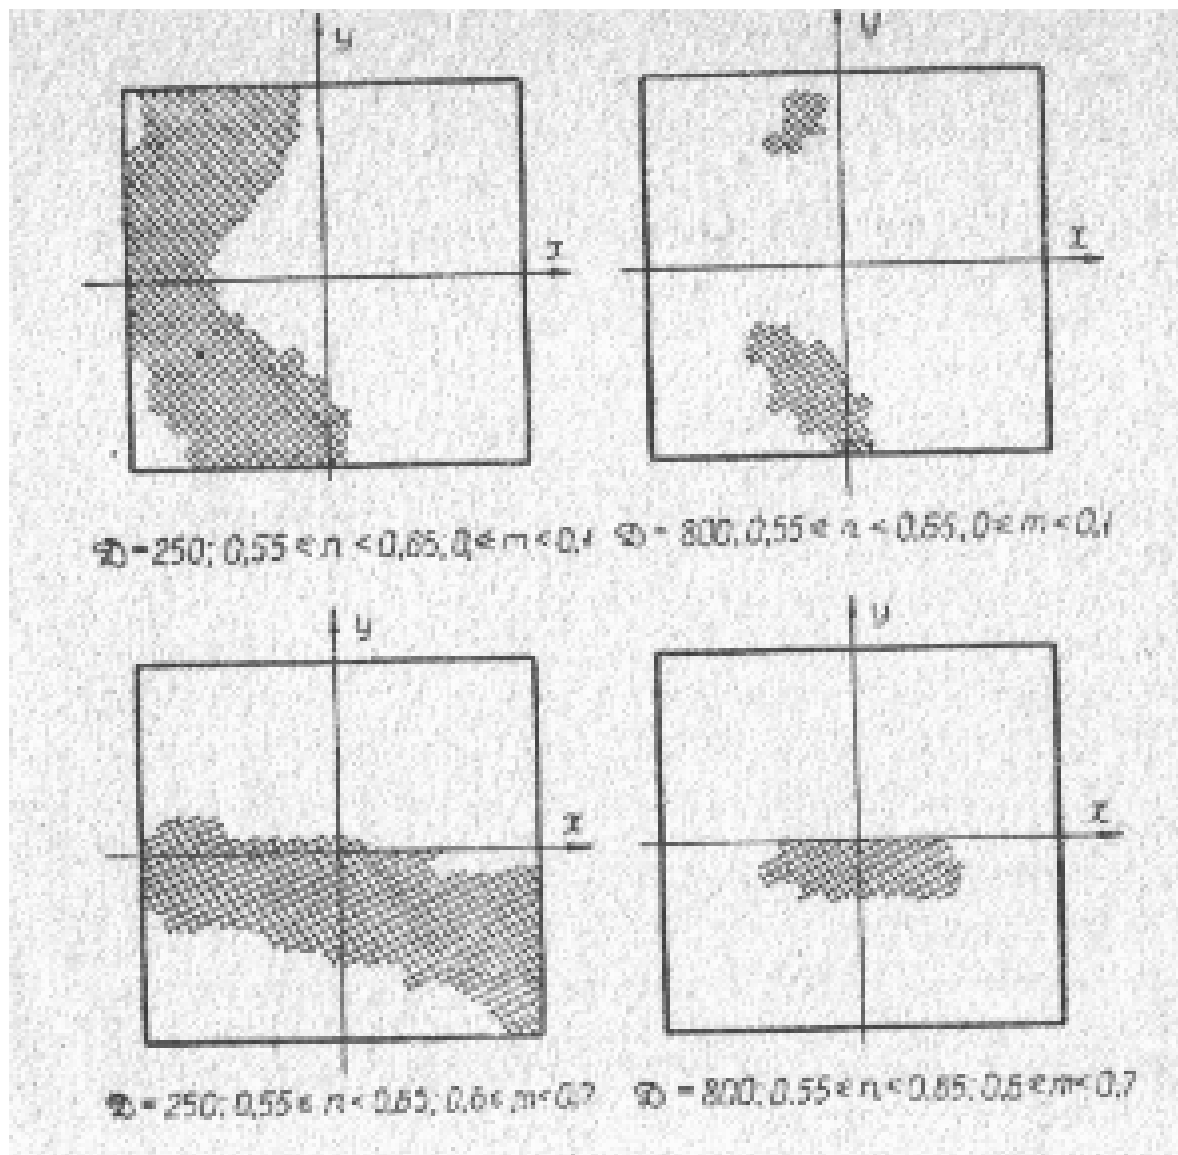 y y
x x
𝒟 = 250; 0,55 ≤ n < 0,65, 0 ≤ m < 0,1 𝒟 = 800, 0,55 ≤ n < 0,65, 0 ≤ m < 0,1
y y
x x
𝒟 = 250; 0,55 ≤ n < 0,65; 0,6 ≤ m < 0,7 𝒟 = 800; 0.55 ≤ n < 0,65; 0,6 ≤ m < 0,7